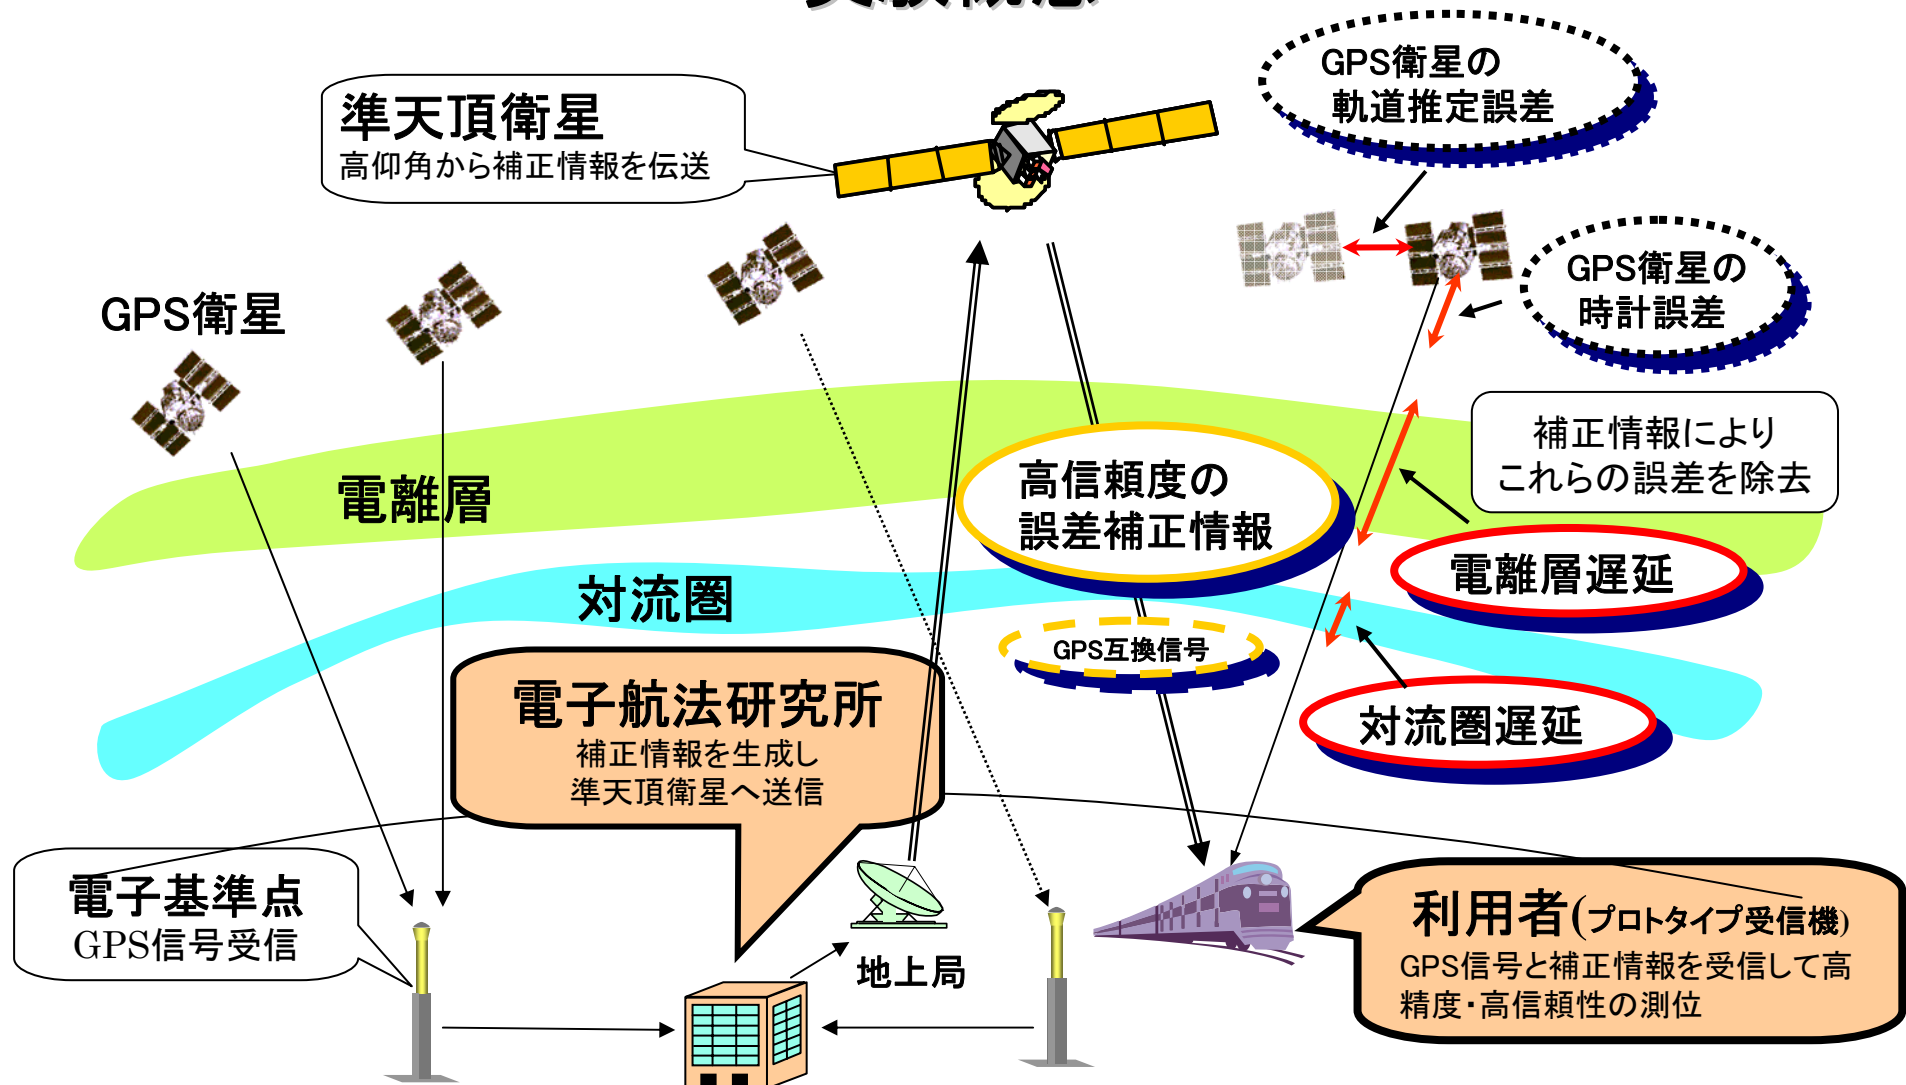 準天頂衛星
高仰角から補正情報を伝送
GPS衛星の
軌道推定誤差
GPS衛星の
時計誤差
GPS衛星
補正情報により
これらの誤差を除去
電離層
高信頼度の
誤差補正情報
電離層遅延
対流圏
GPS互換信号
対流圏遅延
電子航法研究所
補正情報を生成し
準天頂衛星へ送信
電子基準点
GPS信号受信
地上局
利用者(プロトタイプ受信機)
GPS信号と補正情報を受信して高
精度・高信頼性の測位